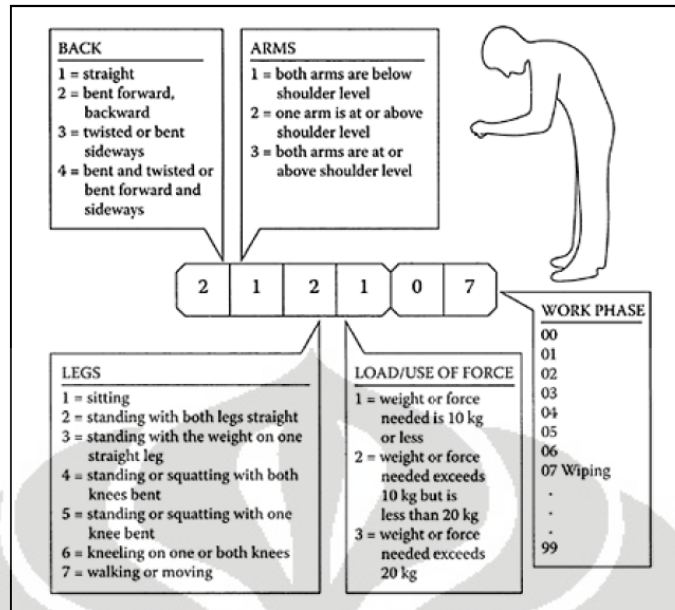 BACK
1 = straight
2 = bent forward,
backward
3 = twisted or bent
sideways
4 = bent and twisted or
bent forward and
sideways
ARMS
1 = both arms are below
shoulder level
2 = one arm is at or above
shoulder level
3 = both arms are at or
above shoulder level
2 1 2 1 0 7
LEGS
1 = sitting
2 = standing with both legs straight
3 = standing with the weight on one
straight leg
4 = standing or squatting with both
knees bent
5 = standing or squatting with one
knee bent
6 = kneeling on one or both knees
7 = walking or moving
LOAD/USE OF FORCE
1 = weight or force
needed is 10 kg
or less
2 = weight or force
needed exceeds
10 kg but is
less than 20 kg
3 = weight or force
needed exceeds
20 kg
WORK PHASE
00
01
02
03
04
05
06
07 Wiping
.
.
.
99